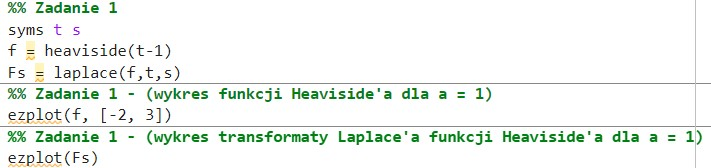 %% Zadanie 1
syms t s
f = heaviside(t-1)
Fs = laplace(f,t,s)
%% Zadanie 1 - (wykres funkcji Heaviside'a dla a = 1)
ezplot(f, [-2, 3])
%% Zadanie 1 - (wykres transformaty Laplace'a funkcji Heaviside'a dla a = 1)
ezplot(Fs)